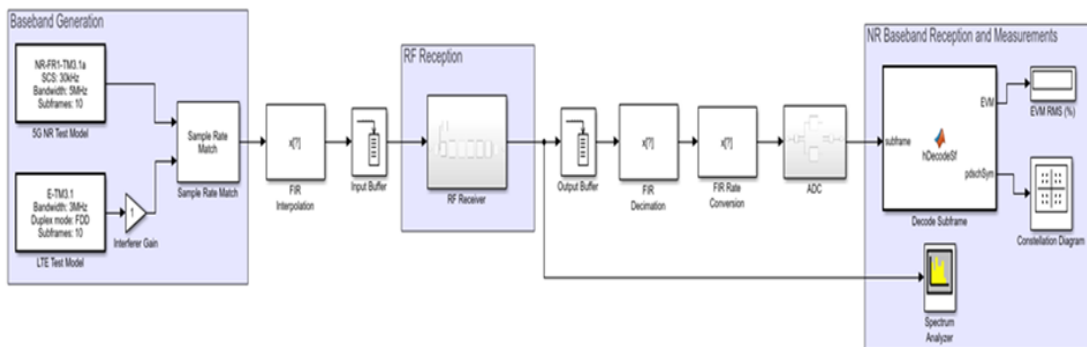 Baseband Generation
NR-FR1-TM3.1a
SCS: 30kHz
Bandwidth: 5MHz
Subframes: 10
5G NR Test Model
E-TM3.1
Bandwidth: 3MHz
Duplex mode: FDD
Subframes: 10
LTE Test Model
1
Interferer Gain
Sample Rate
Match
Sample Rate Match
x[?]
FIR
Interpolation
Input Buffer
RF Reception
RF Receiver
Output Buffer
x[?]
FIR
Decimation
x[?]
FIR Rate
Conversion
ADC
NR Baseband Reception and Measurements
subframe
hDecodeSf
EVM
pdschSym
Decode Subframe
EVM RMS (%)
Constellation Diagram
Spectrum
Analyzer